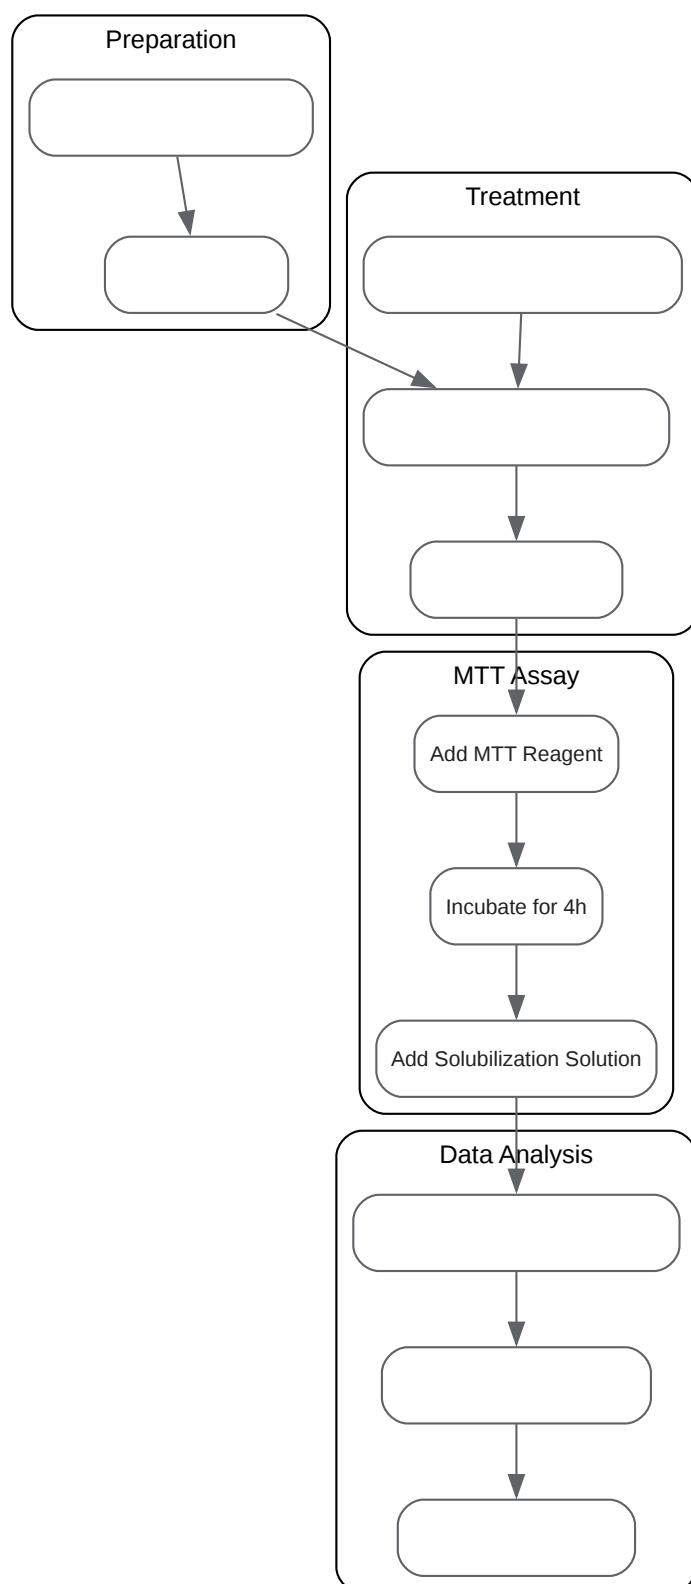 Preparation
Treatment
MTT Assay
Add MTT Reagent
Incubate for 4h
Add Solubilization Solution
Data Analysis